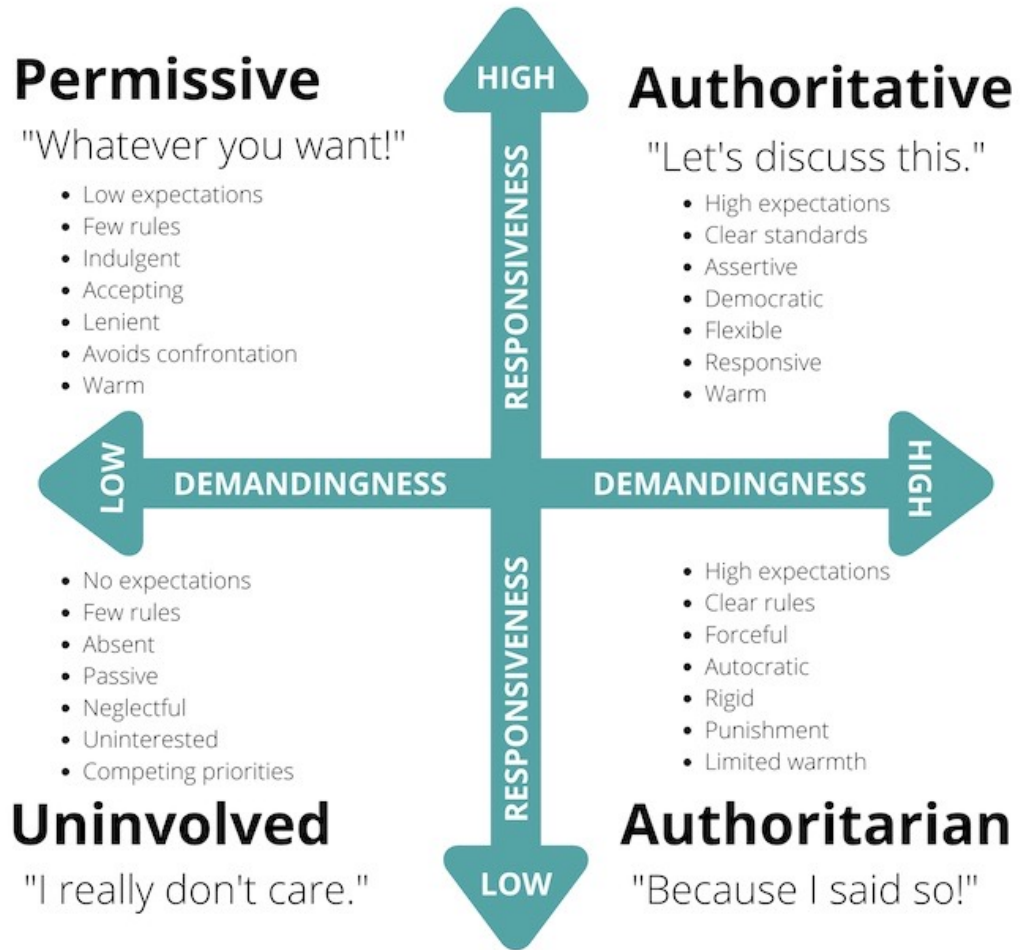 HIGH
Permissive
"Whatever you want!"
• Low expectations
• Few rules
• Indulgent
• Accepting
• Lenient
• Avoids confrontation
• Warm
Authoritative
"Let's discuss this."
• High expectations
• Clear standards
• Assertive
• Democratic
• Flexible
• Responsive
• Warm
RESPONSIVENESS
LOW
DEMANDINGNESS
DEMANDINGNESS
HIGH
• No expectations
• Few rules
• Absent
• Passive
• Neglectful
• Uninterested
• Competing priorities
Uninvolved
"I really don't care."
RESPONSIVENESS
LOW
• High expectations
• Clear rules
• Forceful
• Autocratic
• Rigid
• Punishment
• Limited warmth
Authoritarian
"Because I said so!"